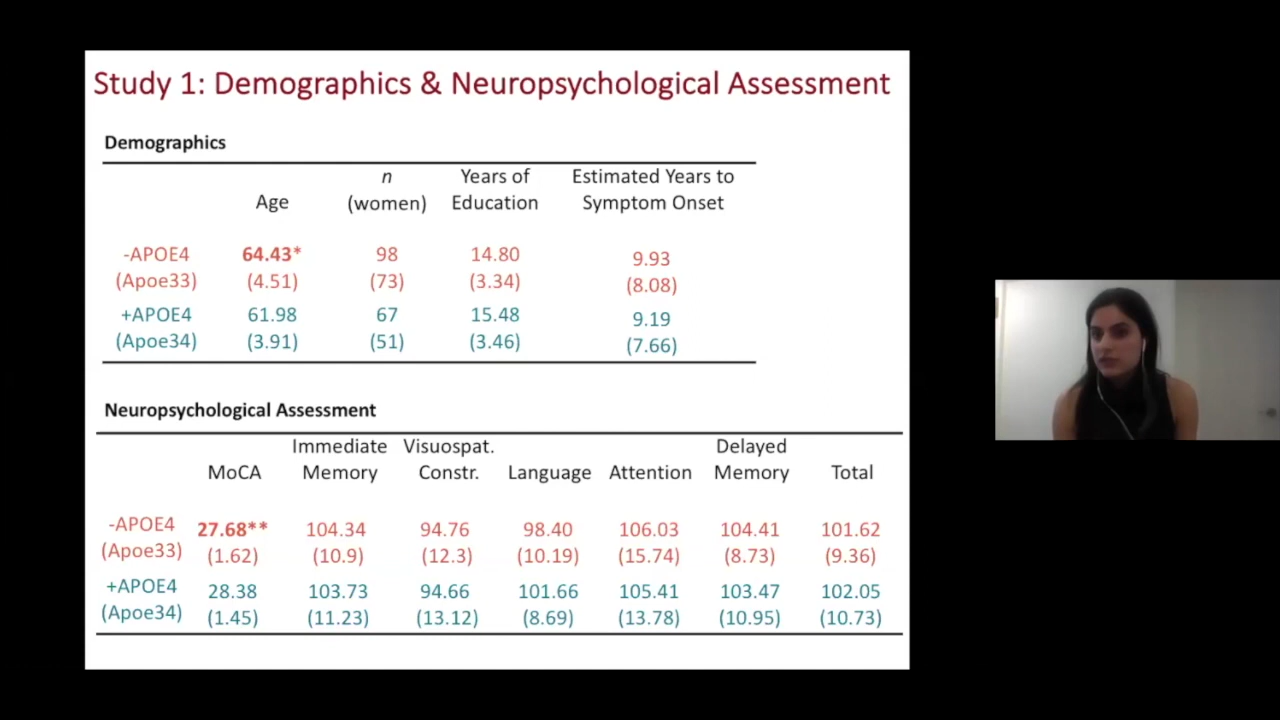 Study 1: Demographics & Neuropsychological Assessment
Demographics
Age n (women) Years of Education Estimated Years to Symptom Onset
-APOE4 (Apoe33) 64.43* (4.51) 98 (73) 14.80 (3.34) 9.93 (8.08)
+APOE4 (Apoe34) 61.98 (3.91) 67 (51) 15.48 (3.46) 9.19 (7.66)
Neuropsychological Assessment
MoCA Immediate Memory Visuospat. Constr. Language Attention Delayed Memory Total
-APOE4 (Apoe33) 27.68** (1.62) 104.34 (10.9) 94.76 (12.3) 98.40 (10.19) 106.03 (15.74) 104.41 (8.73) 101.62 (9.36)
+APOE4 (Apoe34) 28.38 (1.45) 103.73 (11.23) 94.66 (13.12) 101.66 (8.69) 105.41 (13.78) 103.47 (10.95) 102.05 (10.73)